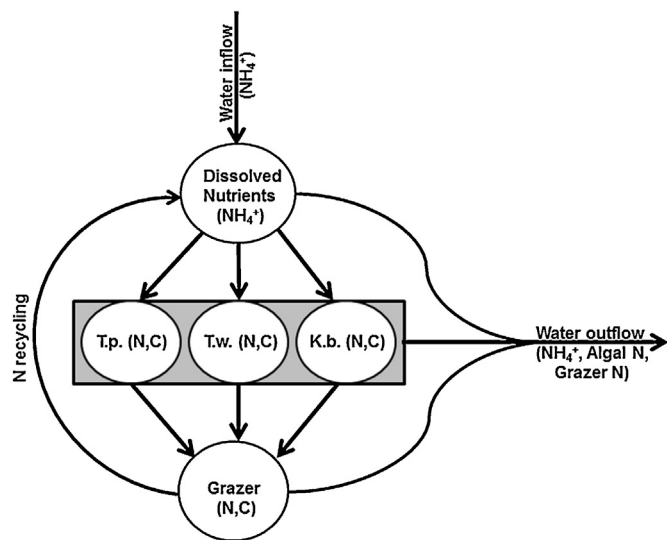 Water inflow
(NH₄⁺)
Dissolved
Nutrients
(NH₄⁺)
N recycling
T.p. (N,C)
T.w. (N,C)
K.b. (N,C)
Water outflow
(NH₄⁺, Algal N,
Grazer N)
Grazer
(N,C)